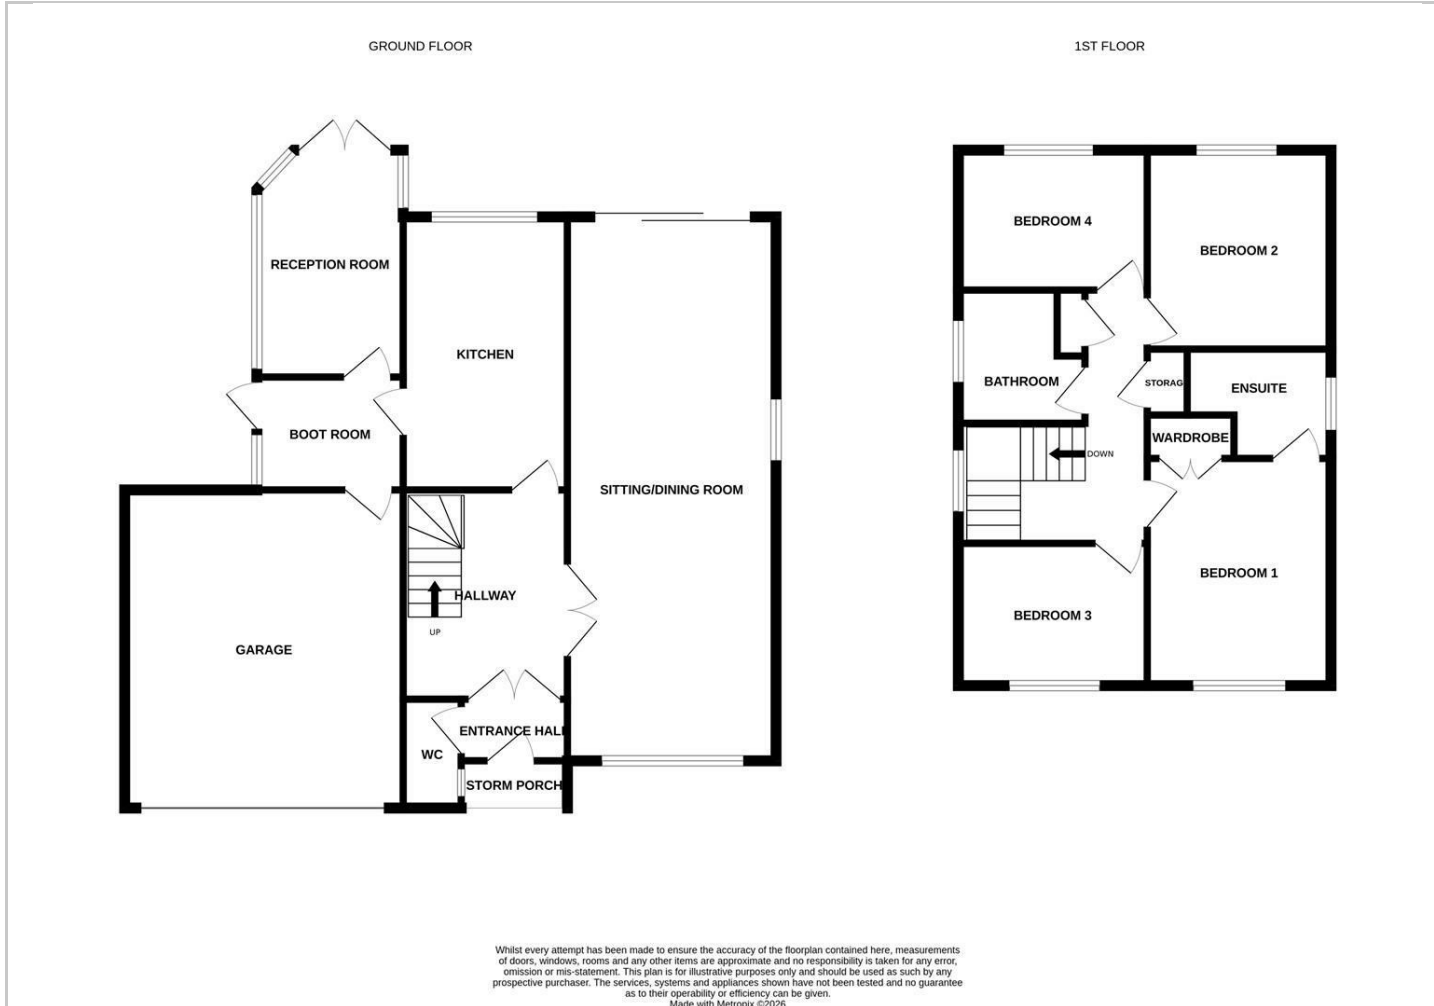 GROUND FLOOR
1ST FLOOR
RECEPTION ROOM
KITCHEN
BOOT ROOM
SITTING/DINING ROOM
HALLWAY
UP
GARAGE
ENTRANCE HALL
WC
STORM PORCH
BEDROOM 4
BEDROOM 2
BATHROOM
STORAG
ENSUITE
WARDROBE
DOWN
BEDROOM 1
BEDROOM 3
Whilst every attempt has been made to ensure the accuracy of the floorplan contained here, measurements
of doors, windows, rooms and any other items are approximate and no responsibility is taken for any error,
omission or mis-statement. This plan is for illustrative purposes only and should be used as such by any
prospective purchaser. The services, systems and appliances shown have not been tested and no guarantee
as to their operability or efficiency can be given.
Made with Metropix ©2026